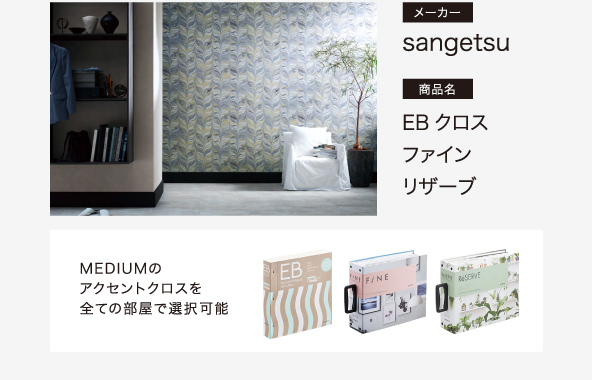 メーカー
sangetsu
商品名
EB クロス
ファイン
リザーブ
MEDIUMの
アクセントクロスを
全ての部屋で選択可能
EB
FINE
ReSERVE